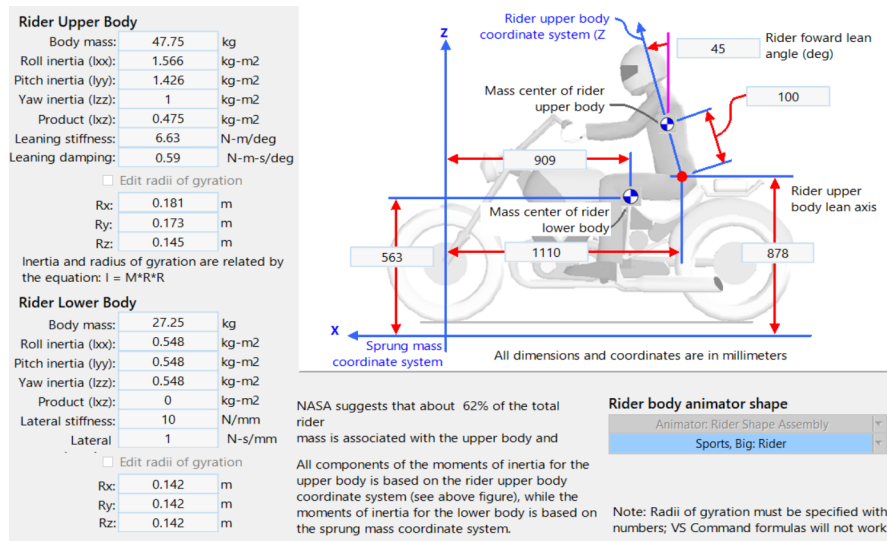 Rider Upper Body
Body mass: 47.75 kg
Roll inertia (Ixx): 1.566 kg-m2
Pitch inertia (Iyy): 1.426 kg-m2
Yaw inertia (Izz): 1 kg-m2
Product (Ixz): 0.475 kg-m2
Leaning stiffness: 6.63 N-m/deg
Leaning damping: 0.59 N-m-s/deg
Edit radii of gyration
Rx: 0.181 m
Ry: 0.173 m
Rz: 0.145 m
Inertia and radius of gyration are related by
the equation: I = M*R*R
Rider Lower Body
Body mass: 27.25 kg
Roll inertia (Ixx): 0.548 kg-m2
Pitch inertia (Iyy): 0.548 kg-m2
Yaw inertia (Izz): 0.548 kg-m2
Product (Ixz): 0 kg-m2
Lateral stiffness: 10 N/mm
Lateral 1 N-s/mm
Edit radii of gyration
Rx: 0.142 m
Ry: 0.142 m
Rz: 0.142 m
Rider upper body
coordinate system (Z
Z
45
Rider foward lean
angle (deg)
Mass center of rider
upper body
100
909
Rider upper
body lean axis
Mass center of rider
lower body
563
1110
878
X
Sprung mass
coordinate system
All dimensions and coordinates are in millimeters
NASA suggests that about 62% of the total
rider
mass is associated with the upper body and
All components of the moments of inertia for the
upper body is based on the rider upper body
coordinate system (see above figure), while the
moments of inertia for the lower body is based on
the sprung mass coordinate system.
Rider body animator shape
Animator: Rider Shape Assembly
Sports, Big: Rider
Note: Radii of gyration must be specified with
numbers; VS Command formulas will not work